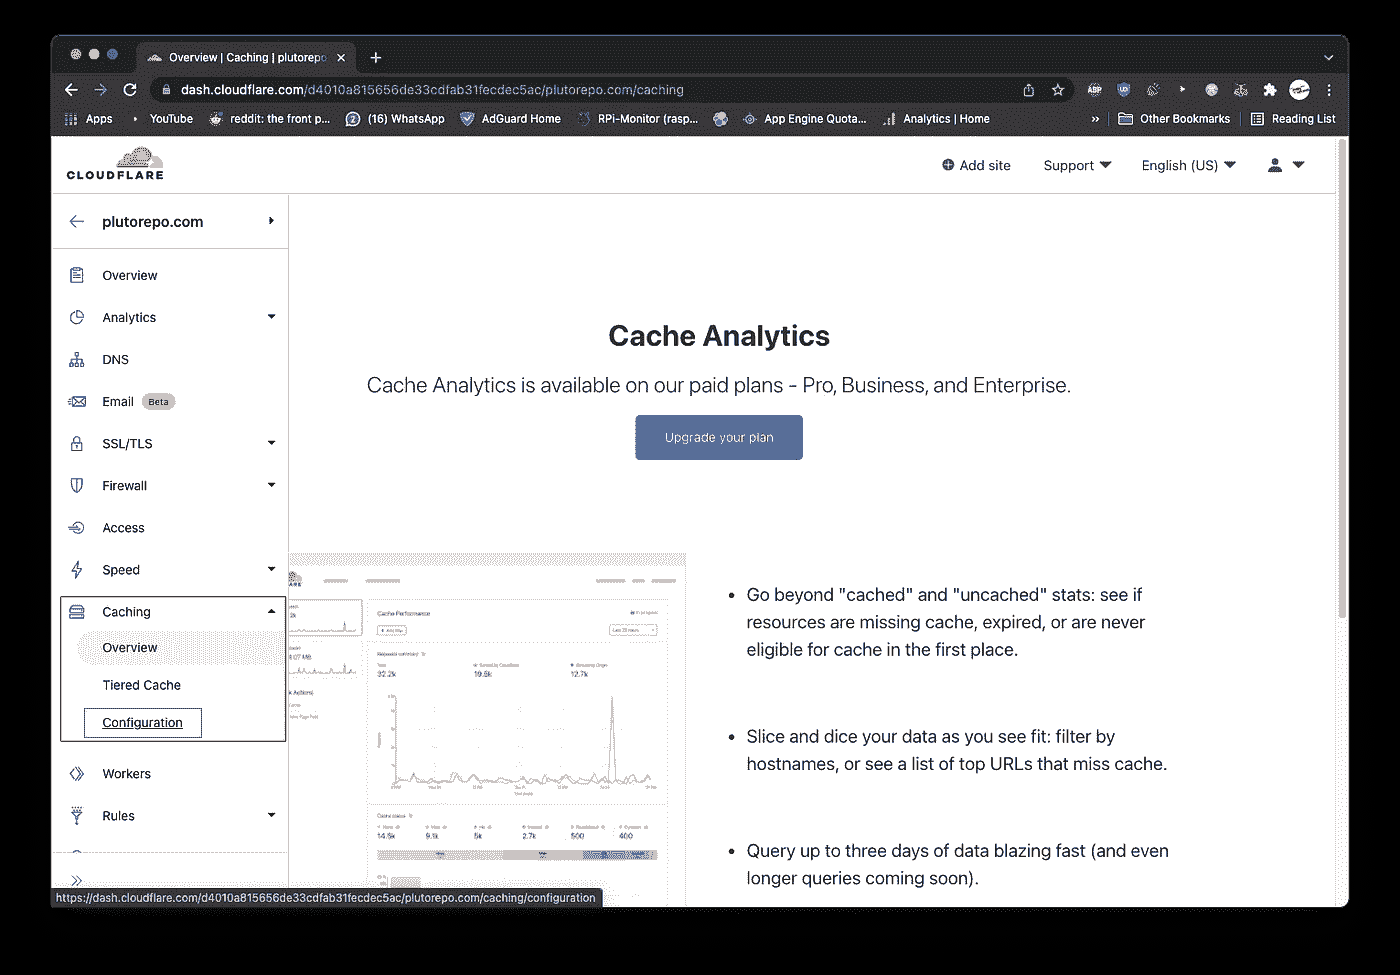 Overview | Caching | plutorepo
dash.cloudflare.com/d4010a815656de33cdfab31fecdec5ac/plutorepo.com/caching
Apps YouTube reddit: the front p... (16) WhatsApp AdGuard Home RPi-Monitor (rasp... App Engine Quota... Analytics | Home » Other Bookmarks Reading List
CLOUDFLARE
Add site Support English (US)
plutorepo.com
Overview
Analytics
DNS
Email Beta
SSL/TLS
Firewall
Access
Speed
Caching
Overview
Tiered Cache
Configuration
Workers
Rules
Cache Analytics
Cache Analytics is available on our paid plans - Pro, Business, and Enterprise.
Upgrade your plan
Cache Performance
32.2k 19.6k 12.7k
14.5k 9.1k 5k 2.7k 500 400
• Go beyond "cached" and "uncached" stats: see if
resources are missing cache, expired, or are never
eligible for cache in the first place.
• Slice and dice your data as you see fit: filter by
hostnames, or see a list of top URLs that miss cache.
• Query up to three days of data blazing fast (and even
longer queries coming soon).
https://dash.cloudflare.com/d4010a815656de33cdfab31fecdec5ac/plutorepo.com/caching/configuration